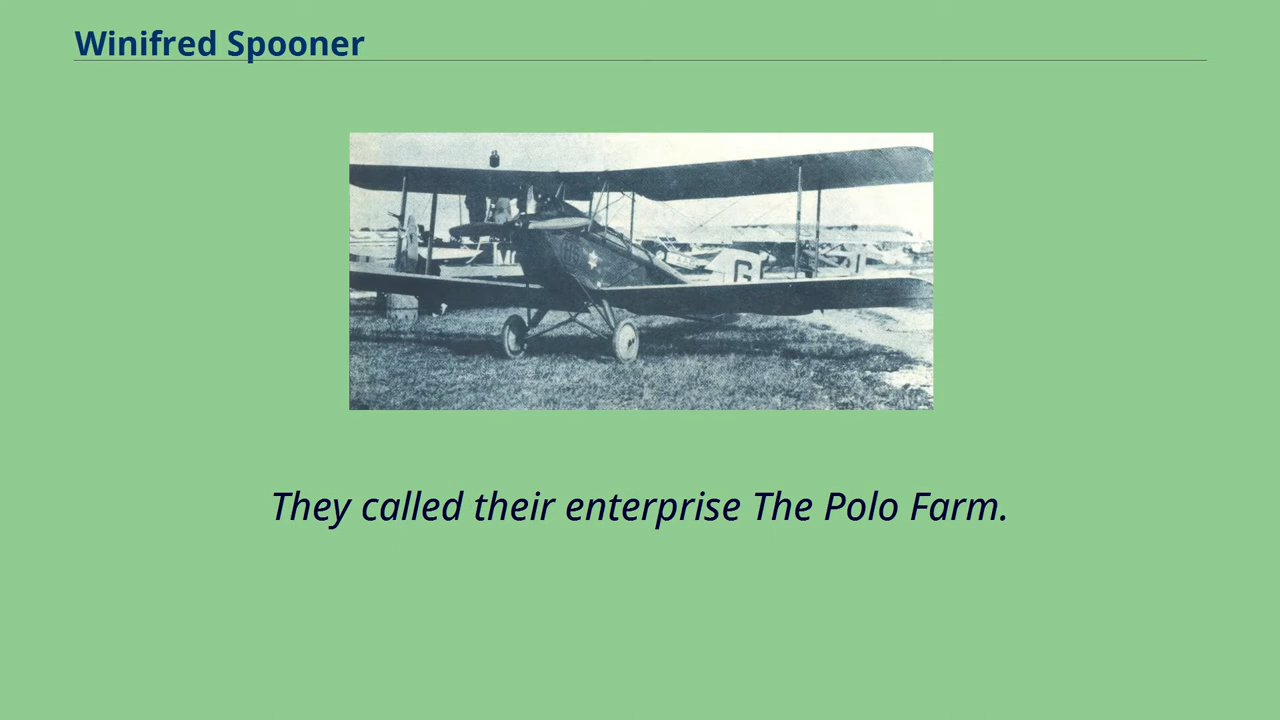 Winifred Spooner
G
They called their enterprise The Polo Farm.